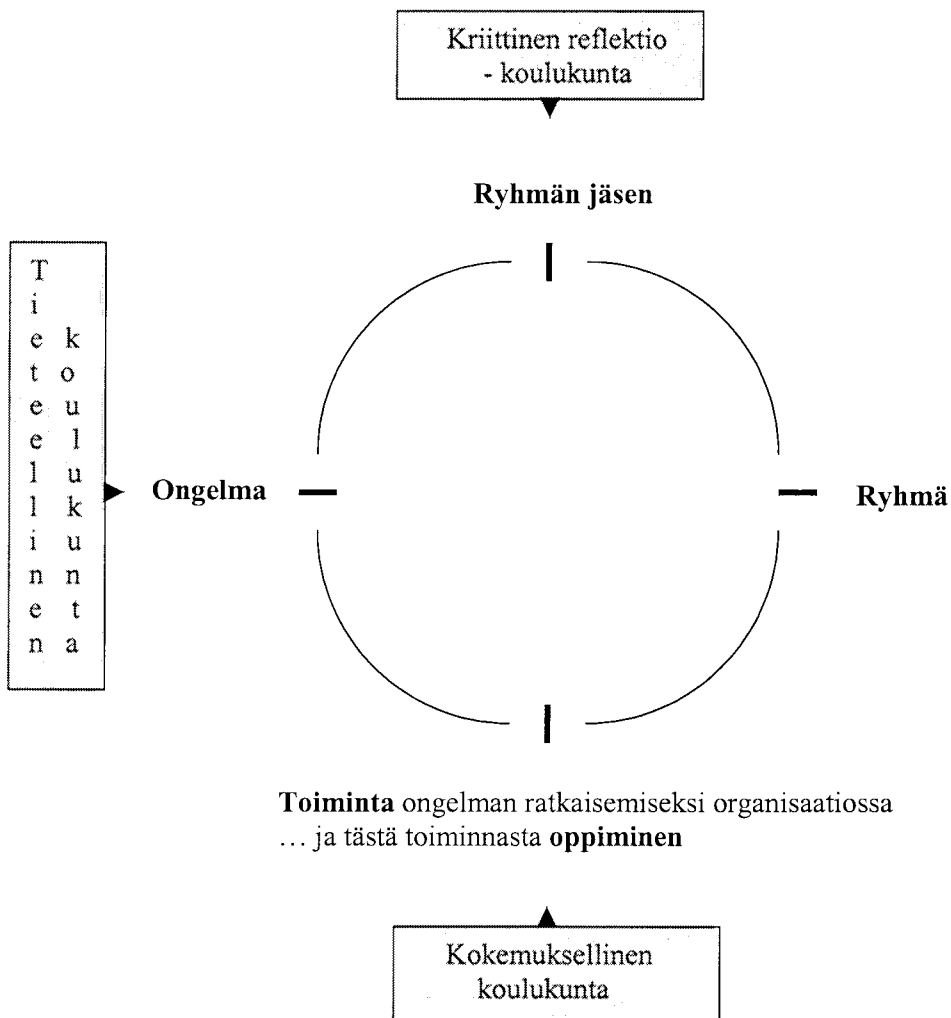 Kriittinen reflektio
- koulukunta
Ryhmän jäsen
Tieteellinen
koulukunta
Ongelma
Ryhmä
Toiminta ongelman ratkaisemiseksi organisaatiossa
... ja tästä toiminnasta oppiminen
Kokemuksellinen
koulukunta